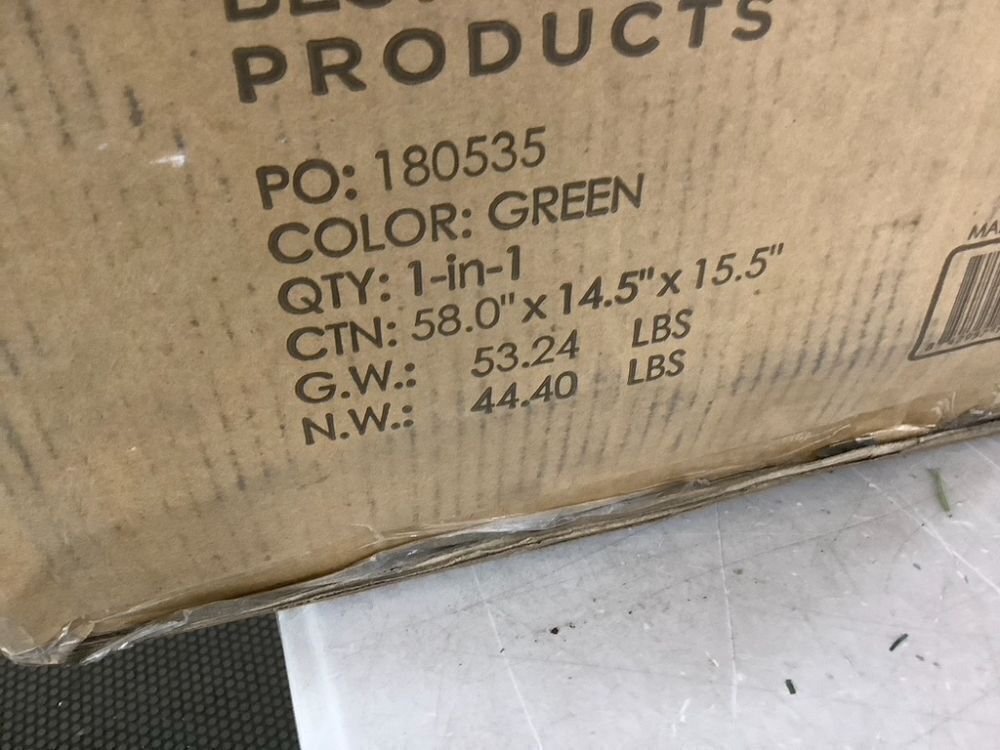 PRODUCTS
PO: 180535
COLOR: GREEN
QTY: 1-in-1
CTN: 58.0" x 14.5" x 15.5"
G.W.: 53.24 LBS
N.W.: 44.40 LBS